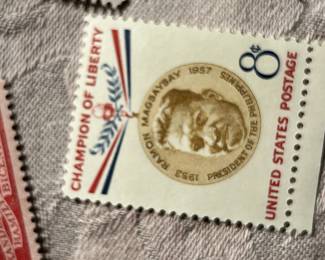 CHAMPION OF LIBERTY
8¢
RAMON MAGSAYSAY 1957
1953 PRESIDENT OF THE PHILIPPINES
UNITED STATES POSTAGE